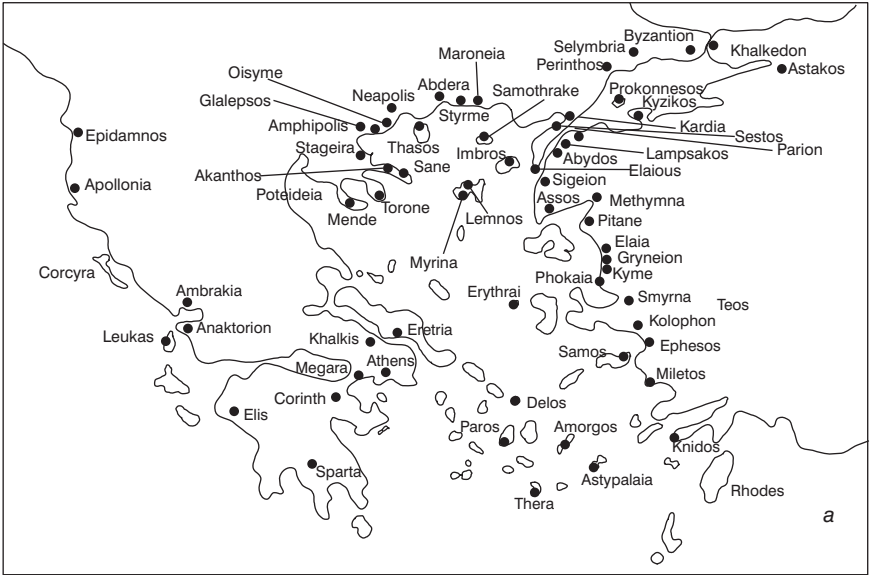 Byzantion
Maroneia
Selymbria
Khalkedon
Perinthos
Astakos
Oisyme
Abdera
Samothrake
Glalepsos
Neapolis
Prokonnesos
Kyzikos
Styrme
Amphipolis
Kardia
Epidamnos
Sestos
Stageira
Thasos
Parion
Imbros
Lampsakos
Abydos
Akanthos
Sane
Elaious
Apollonia
Sigeion
Poteideia
Torone
Assos
Methymna
Mende
Lemnos
Pitane
Elaia
Myrina
Gryneion
Corcyra
Phokaia
Kyme
Ambrakia
Erythrai
Smyrna
Teos
Kolophon
Anaktorion
Eretria
Leukas
Khalkis
Ephesos
Samos
Megara
Athens
Miletos
Corinth
Delos
Elis
Paros
Amorgos
Knidos
Sparta
Astypalaia
Rhodes
Thera
a